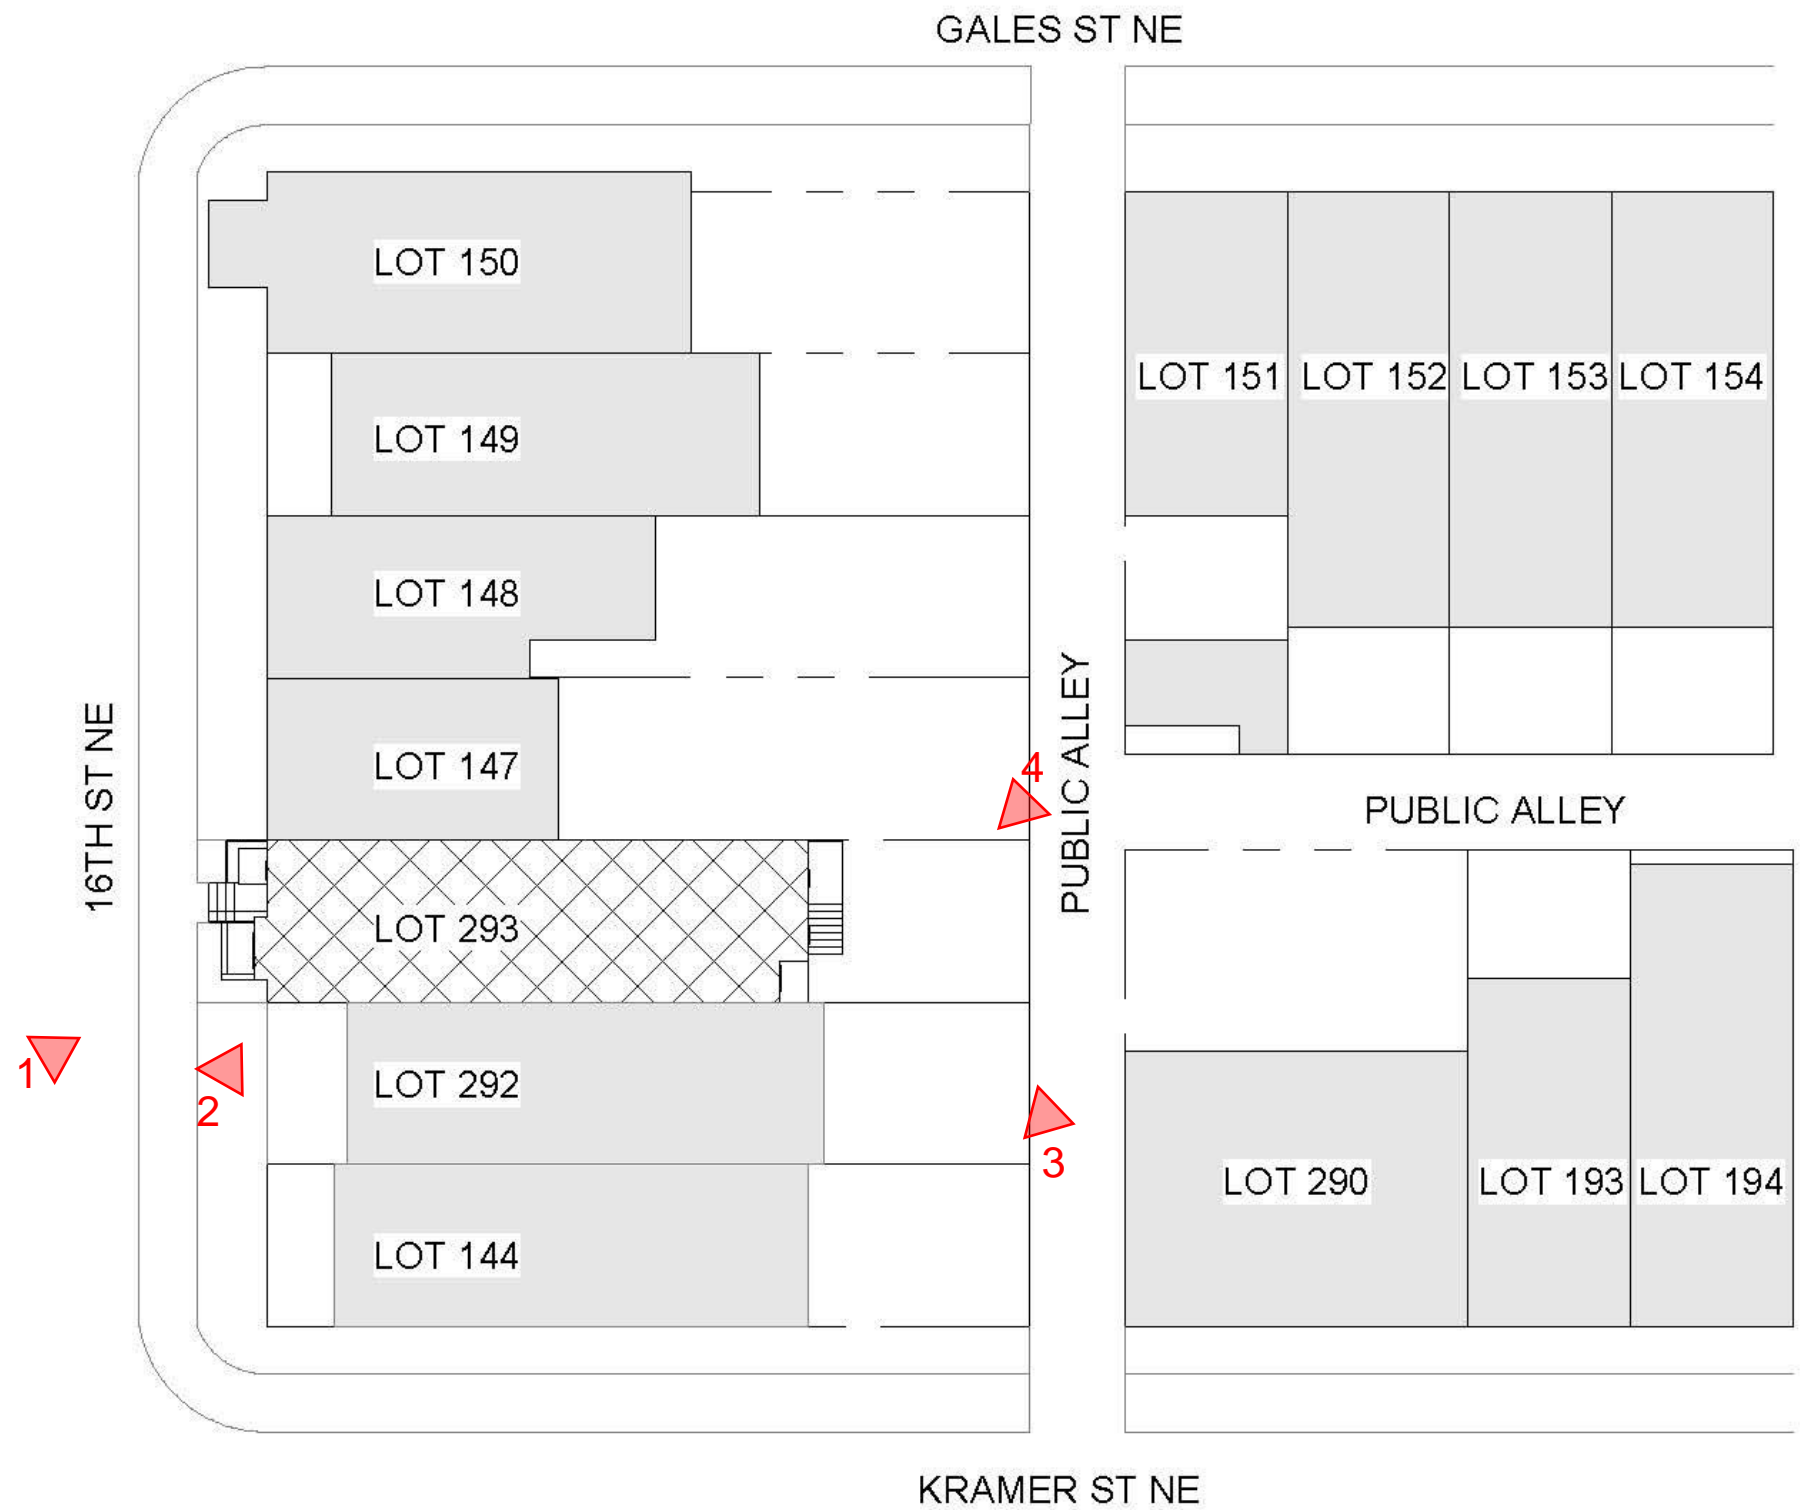 GALES ST NE
LOT 150
LOT 151
LOT 152
LOT 153
LOT 154
LOT 149
LOT 148
16TH ST NE
LOT 147
4
PUBLIC ALLEY
PUBLIC ALLEY
LOT 293
1
2
LOT 292
3
LOT 290
LOT 193
LOT 194
LOT 144
KRAMER ST NE